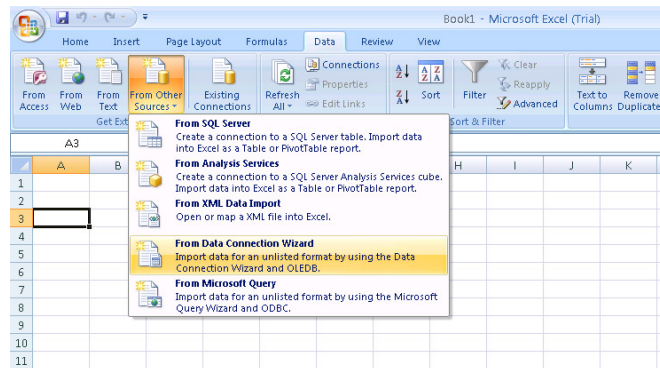 Book1 - Microsoft Excel (Trial)
Home Insert Page Layout Formulas Data Review View
From Access
From Web
From Text
From Other Sources
Existing Connections
Refresh All
Connections
Properties
Edit Links
A Z
Z A
A Z
Z A
Sort
Filter
Clear
Reapply
Advanced
Text to Columns
Remove Duplicate
Get Ext
Sort & Filter
A3
From SQL Server
Create a connection to a SQL Server table. Import data
into Excel as a Table or PivotTable report.
From Analysis Services
Create a connection to a SQL Server Analysis Services cube.
Import data into Excel as a Table or PivotTable report.
From XML Data Import
Open or map a XML file into Excel.
From Data Connection Wizard
Import data for an unlisted format by using the Data
Connection Wizard and OLEDB.
From Microsoft Query
Import data for an unlisted format by using the Microsoft
Query Wizard and ODBC.
A B H I J K
1
2
3
4
5
6
7
8
9
10
11